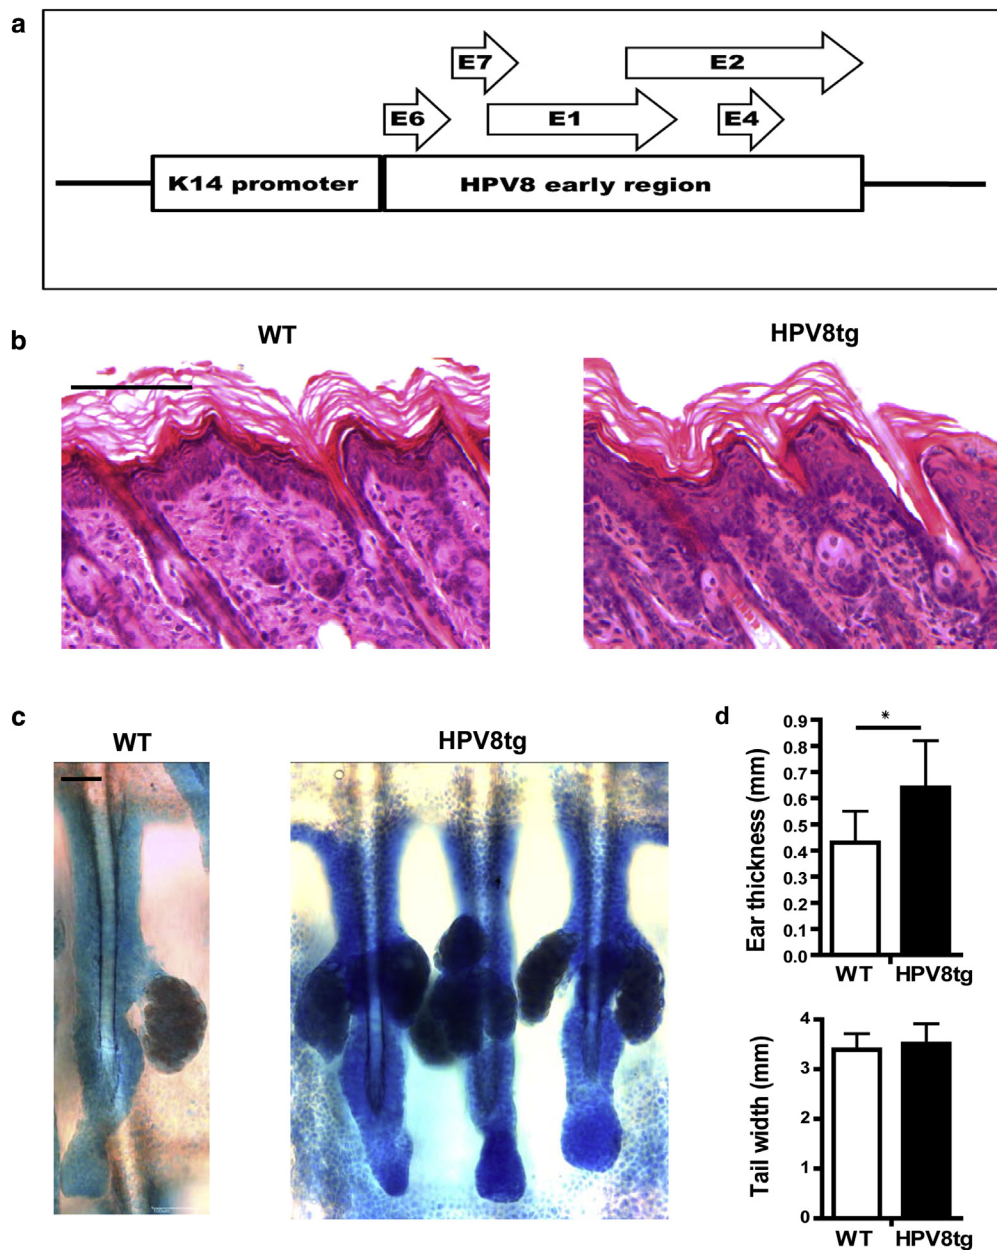 a
E7
E2
E6
E1
E4
K14 promoter
HPV8 early region
b
WT
HPV8tg
c
WT
HPV8tg
d
*
Ear thickness (mm)
0.9
0.8
0.7
0.6
0.5
0.4
0.3
0.2
0.1
0.0
WT
HPV8tg
Tail width (mm)
4
3
2
1
0
WT
HPV8tg